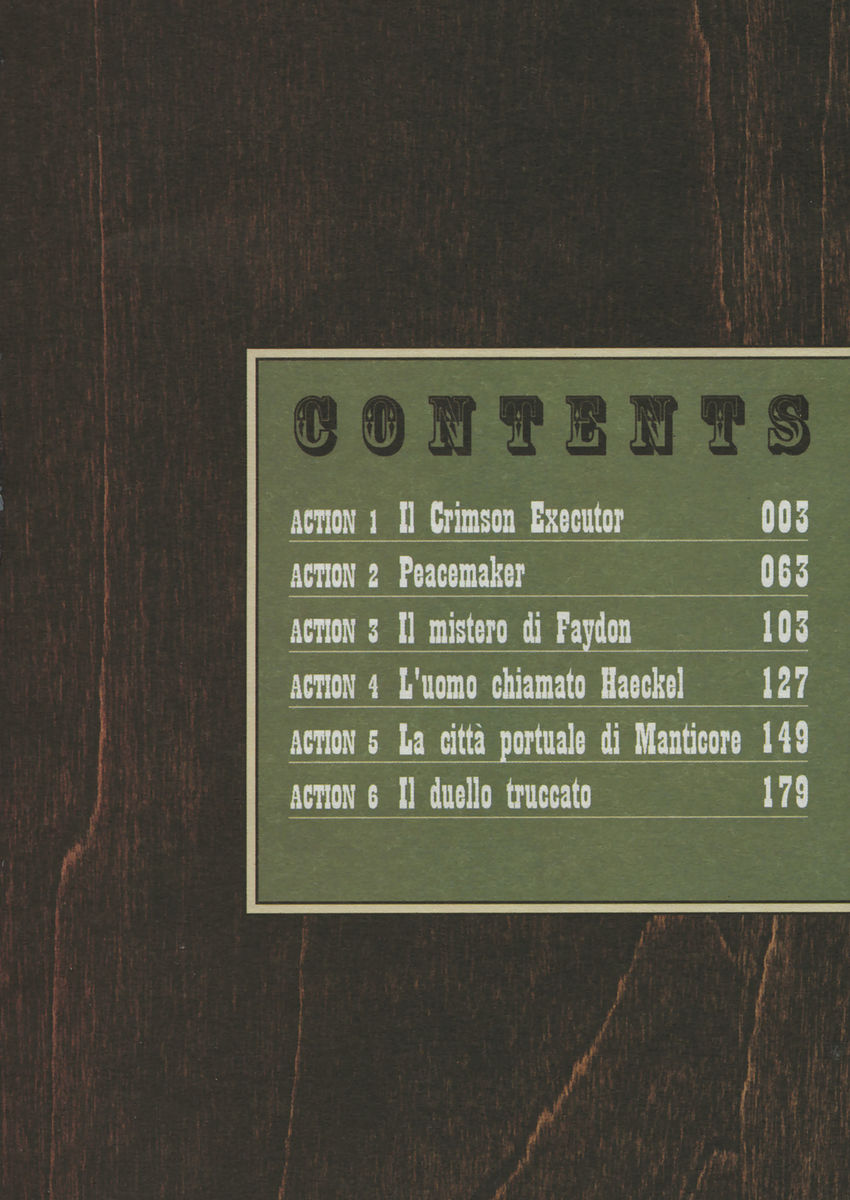 CONTENTS
ACTION 1 Il Crimson Executor 003
ACTION 2 Peacemaker 063
ACTION 3 Il mistero di Faydon 103
ACTION 4 L'uomo chiamato Haeckel 127
ACTION 5 La città portuale di Manticore 149
ACTION 6 Il duello truccato 179